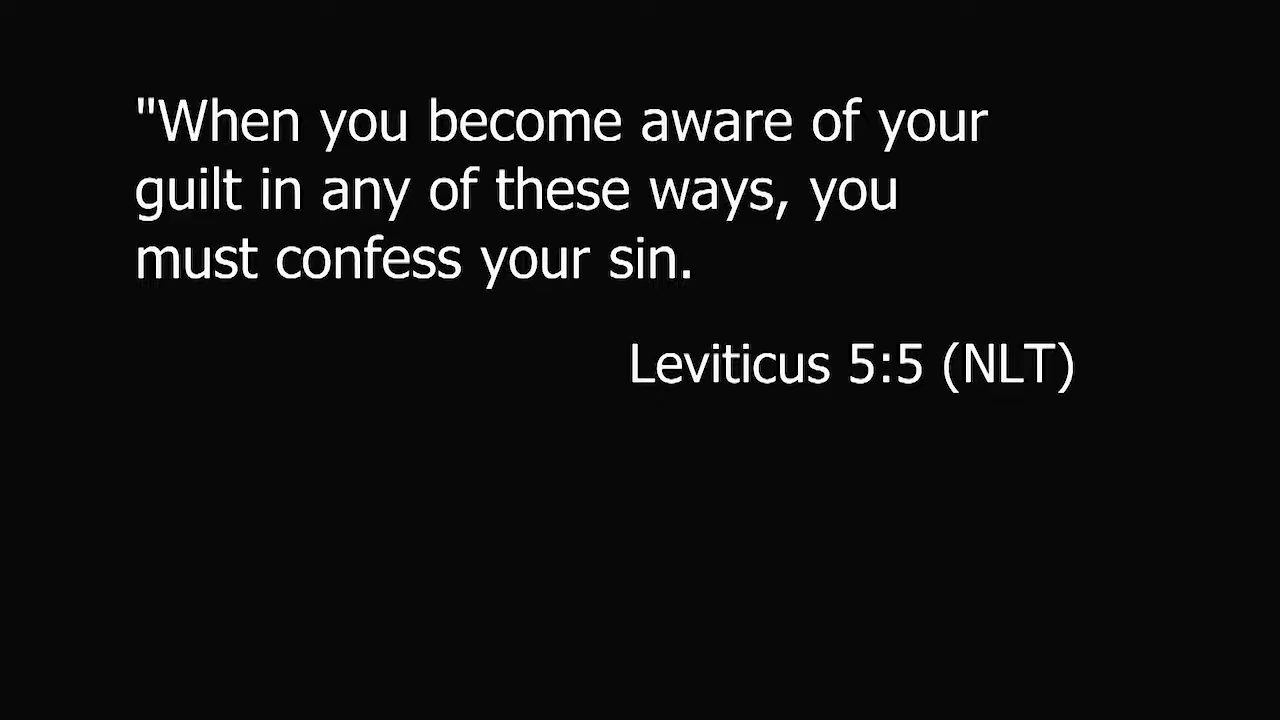 "When you become aware of your
guilt in any of these ways, you
must confess your sin.
Leviticus 5:5 (NLT)